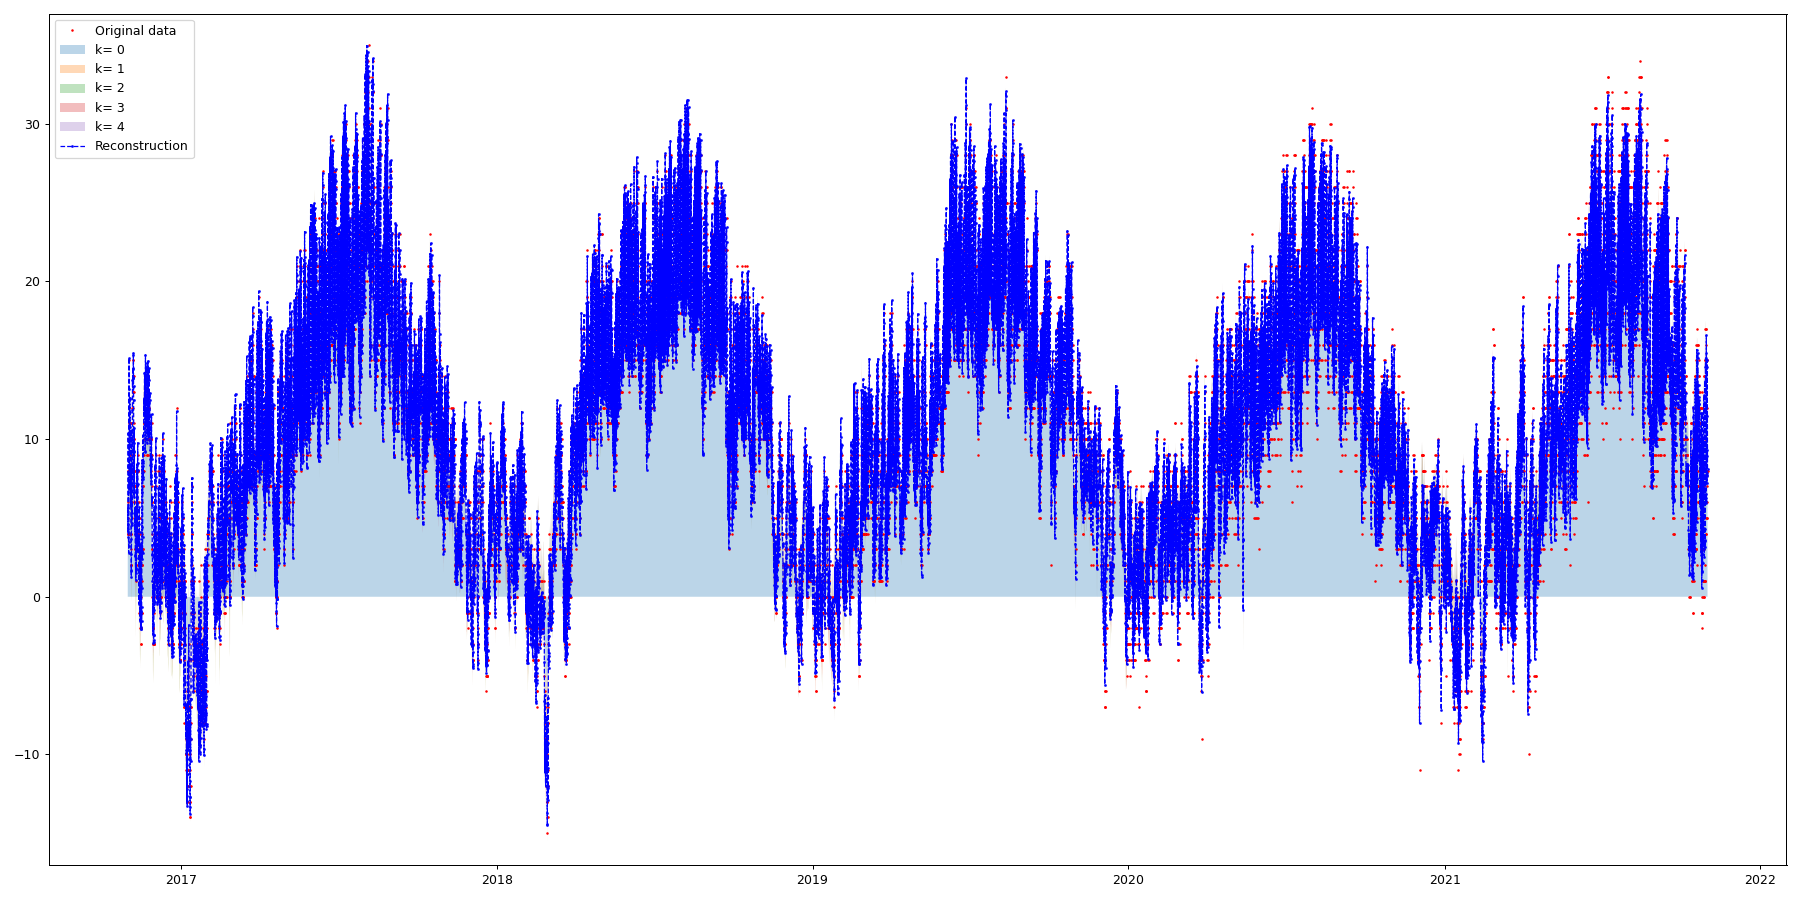 Original data
k= 0
k= 1
k= 2
k= 3
k= 4
Reconstruction
30
20
10
0
−10
2017 2018 2019 2020 2021 2022